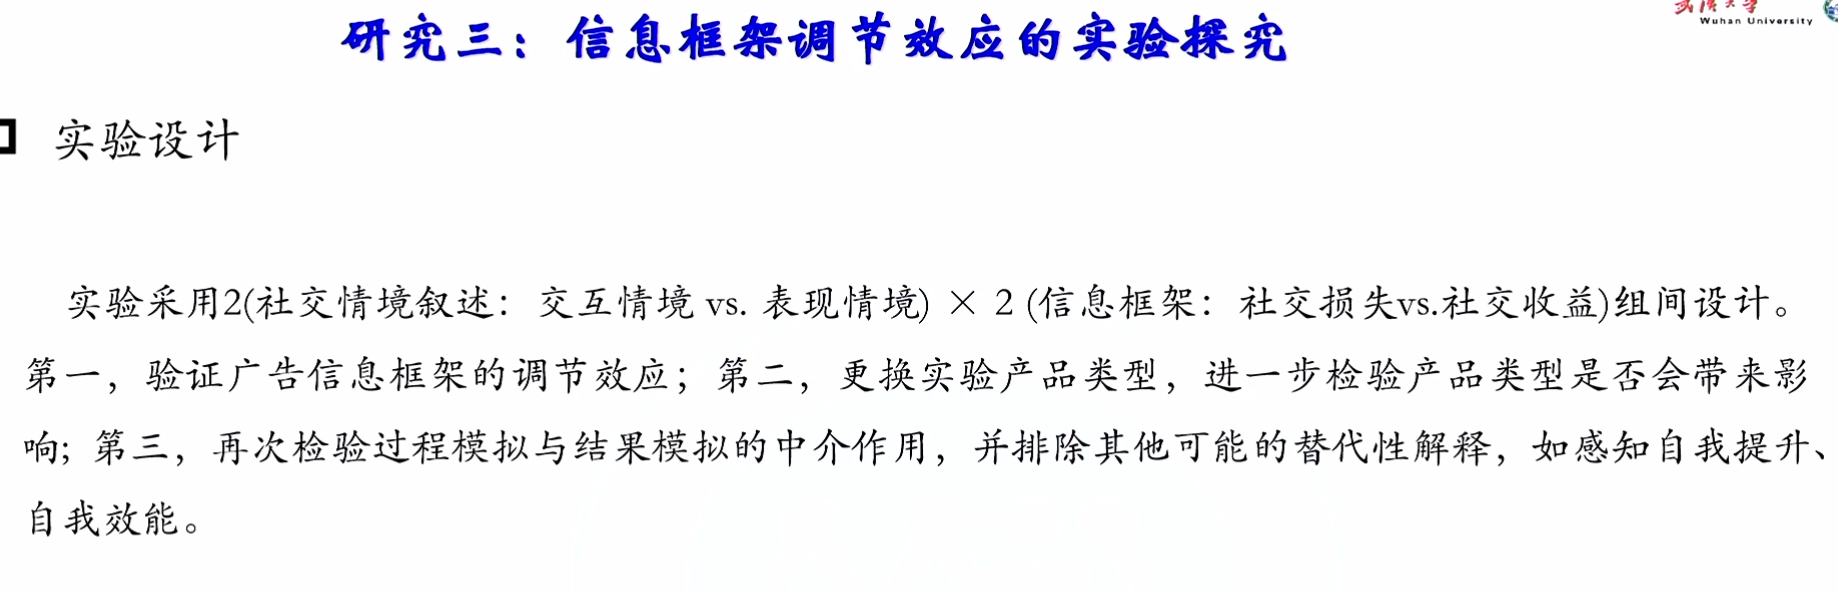 武汉大学
Wuhan University
研究三：信息框架调节效应的实验探究
实验设计
实验采用2(社交情境叙述：交互情境 vs. 表现情境) × 2 (信息框架：社交损失vs.社交收益)组间设计。
第一，验证广告信息框架的调节效应；第二，更换实验产品类型，进一步检验产品类型是否会带来影
响; 第三，再次检验过程模拟与结果模拟的中介作用，并排除其他可能的替代性解释，如感知自我提升、
自我效能。